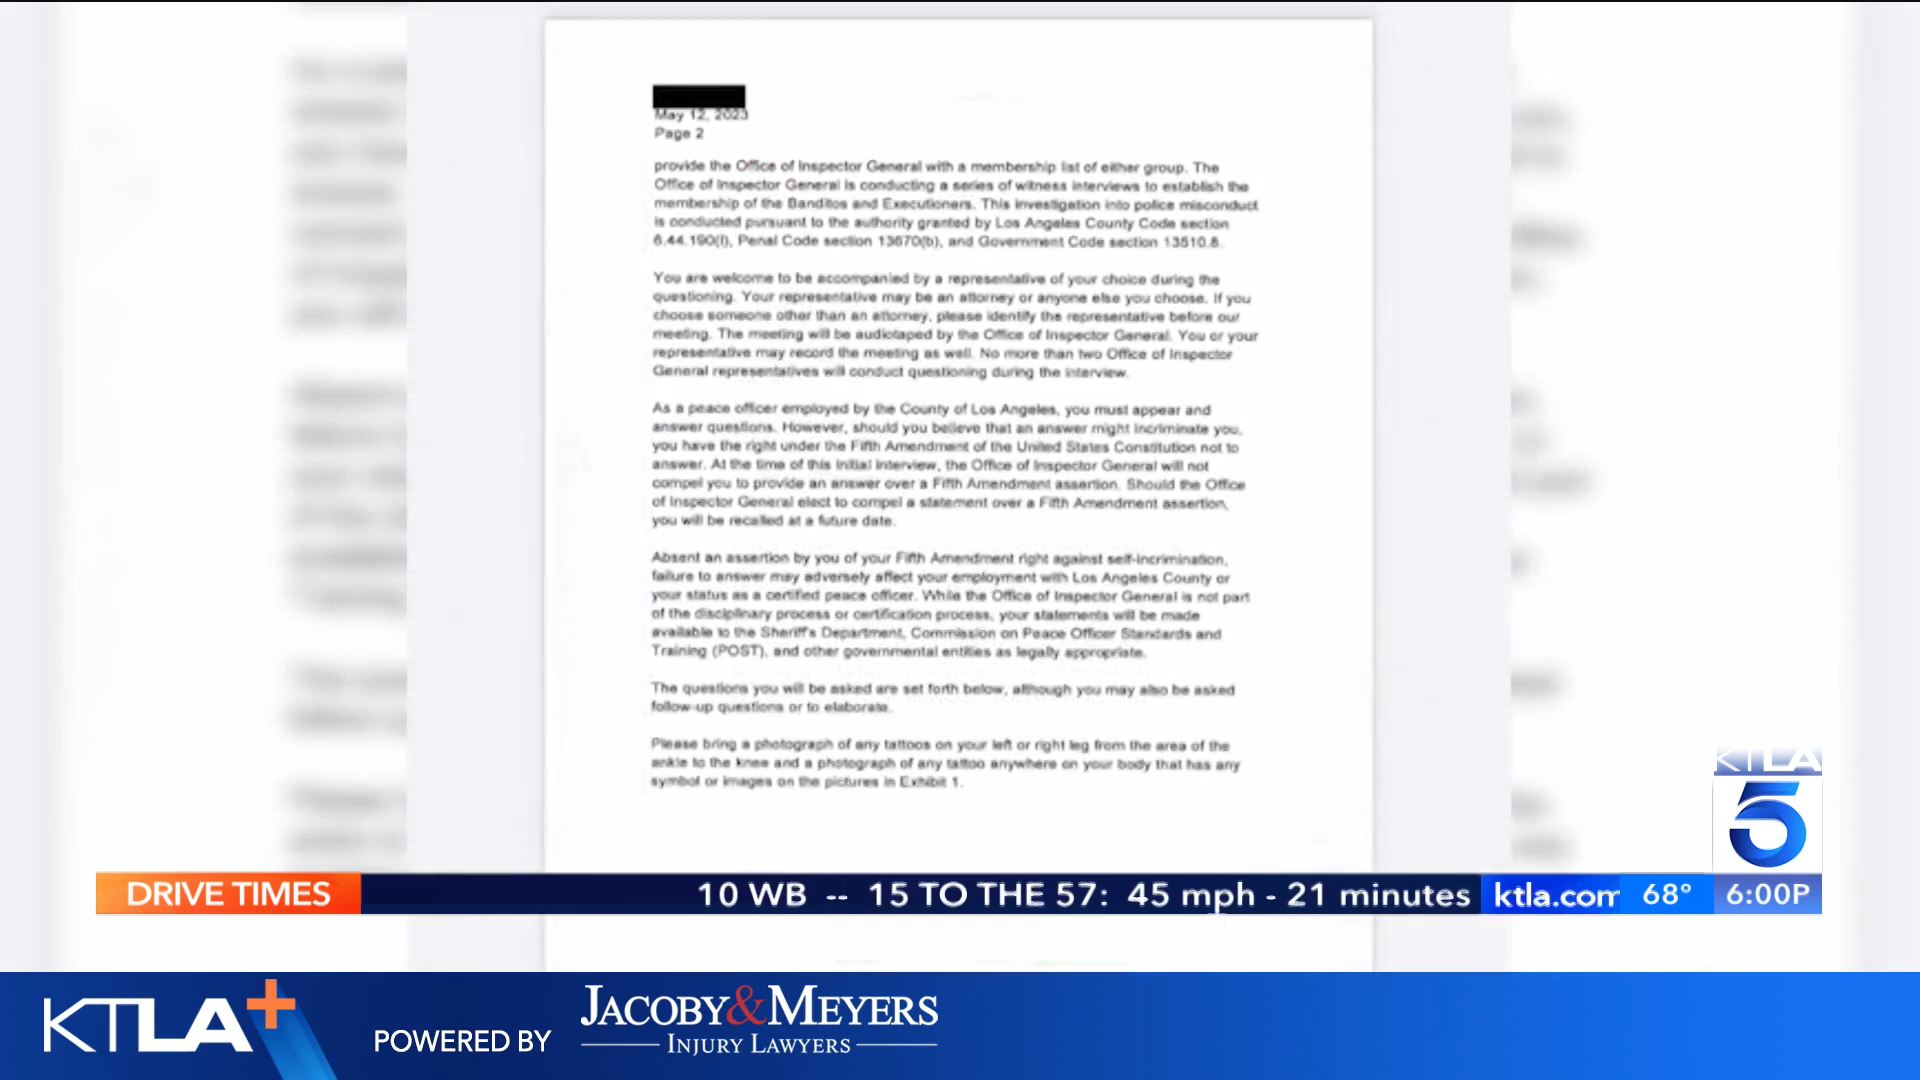 May 12, 2023
Page 2
provide the Office of Inspector General with a membership list of either group. The
Office of Inspector General is conducting a series of witness interviews to establish the
membership of the Banditos and Executioners. This investigation into police misconduct
is conducted pursuant to the authority granted by Los Angeles County Code section
6.44.190(l), Penal Code section 13670(b), and Government Code section 13510.8.
You are welcome to be accompanied by a representative of your choice during the
questioning. Your representative may be an attorney or anyone else you choose. If you
choose someone other than an attorney, please identify the representative before our
meeting. The meeting will be audiotaped by the Office of Inspector General. You or your
representative may record the meeting as well. No more than two Office of Inspector
General representatives will conduct questioning during the interview.
As a peace officer employed by the County of Los Angeles, you must appear and
answer questions. However, should you believe that an answer might incriminate you,
you have the right under the Fifth Amendment of the United States Constitution not to
answer. At the time of this initial interview, the Office of Inspector General will not
compel you to provide an answer over a Fifth Amendment assertion. Should the Office
of Inspector General elect to compel a statement over a Fifth Amendment assertion,
you will be recalled at a future date.
Absent an assertion by you of your Fifth Amendment right against self-incrimination,
failure to answer may adversely affect your employment with Los Angeles County or
your status as a certified peace officer. While the Office of Inspector General is not part
of the disciplinary process or certification process, your statements will be made
available to the Sheriff's Department, Commission on Peace Officer Standards and
Training (POST), and other governmental entities as legally appropriate.
The questions you will be asked are set forth below, although you may also be asked
follow-up questions or to elaborate.
Please bring a photograph of any tattoos on your left or right leg from the area of the
ankle to the knee and a photograph of any tattoo anywhere on your body that has any
symbol or images on the pictures in Exhibit 1.
KTLA
5
DRIVE TIMES
10 WB -- 15 TO THE 57: 45 mph - 21 minutes
ktla.com
68°
6:00P
KTLA+
POWERED BY
JACOBY & MEYERS
INJURY LAWYERS